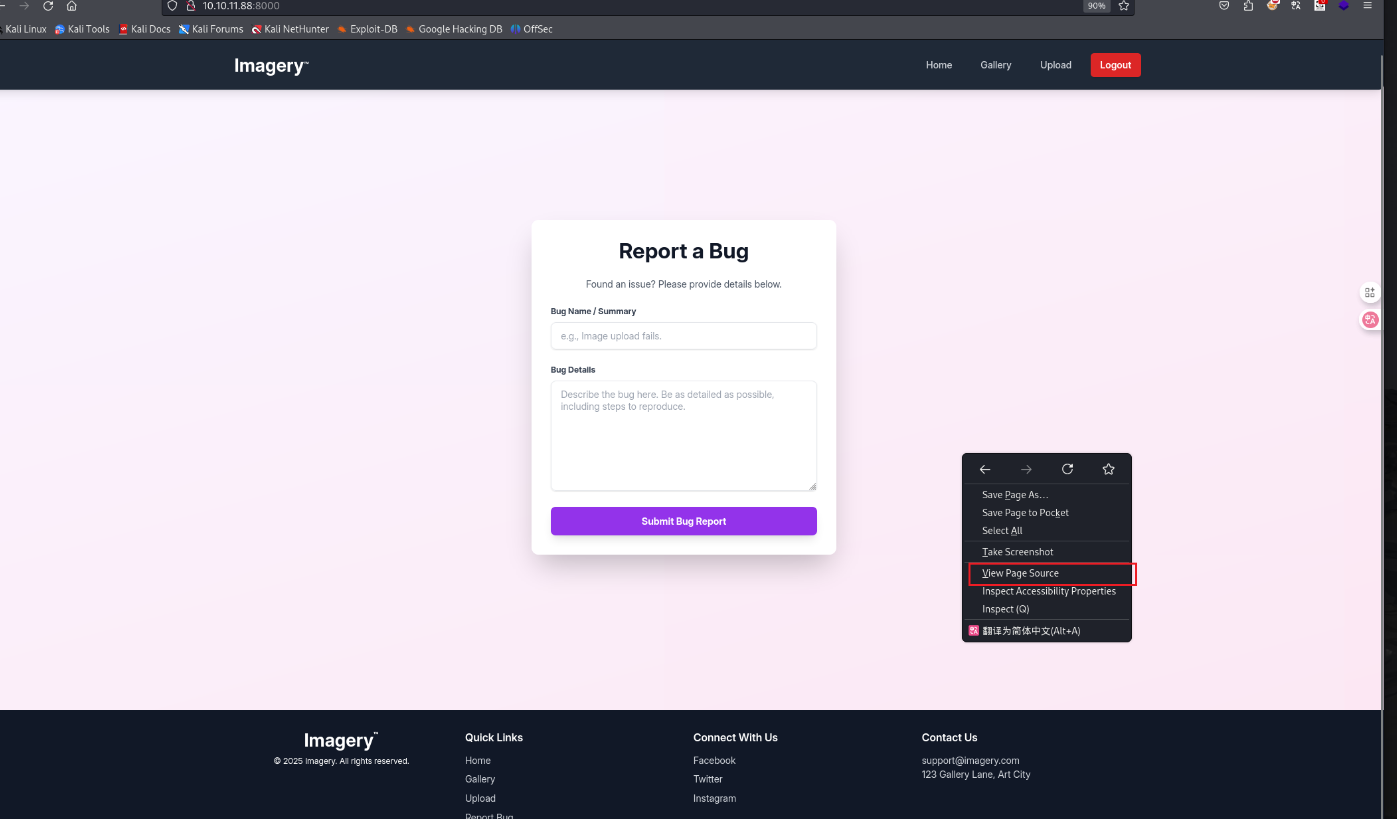 10.10.11.88:8000
90%
Kali Linux Kali Tools Kali Docs Kali Forums Kali NetHunter Exploit-DB Google Hacking DB OffSec
Imagery™
Home Gallery Upload Logout
Report a Bug
Found an issue? Please provide details below.
Bug Name / Summary
e.g., Image upload fails.
Bug Details
Describe the bug here. Be as detailed as possible,
including steps to reproduce.
Submit Bug Report
Save Page As…
Save Page to Pocket
Select All
Take Screenshot
View Page Source
Inspect Accessibility Properties
Inspect (Q)
翻译为简体中文(Alt+A)
Imagery™
© 2025 Imagery. All rights reserved.
Quick Links
Home
Gallery
Upload
Report Bug
Connect With Us
Facebook
Twitter
Instagram
Contact Us
support@imagery.com
123 Gallery Lane, Art City